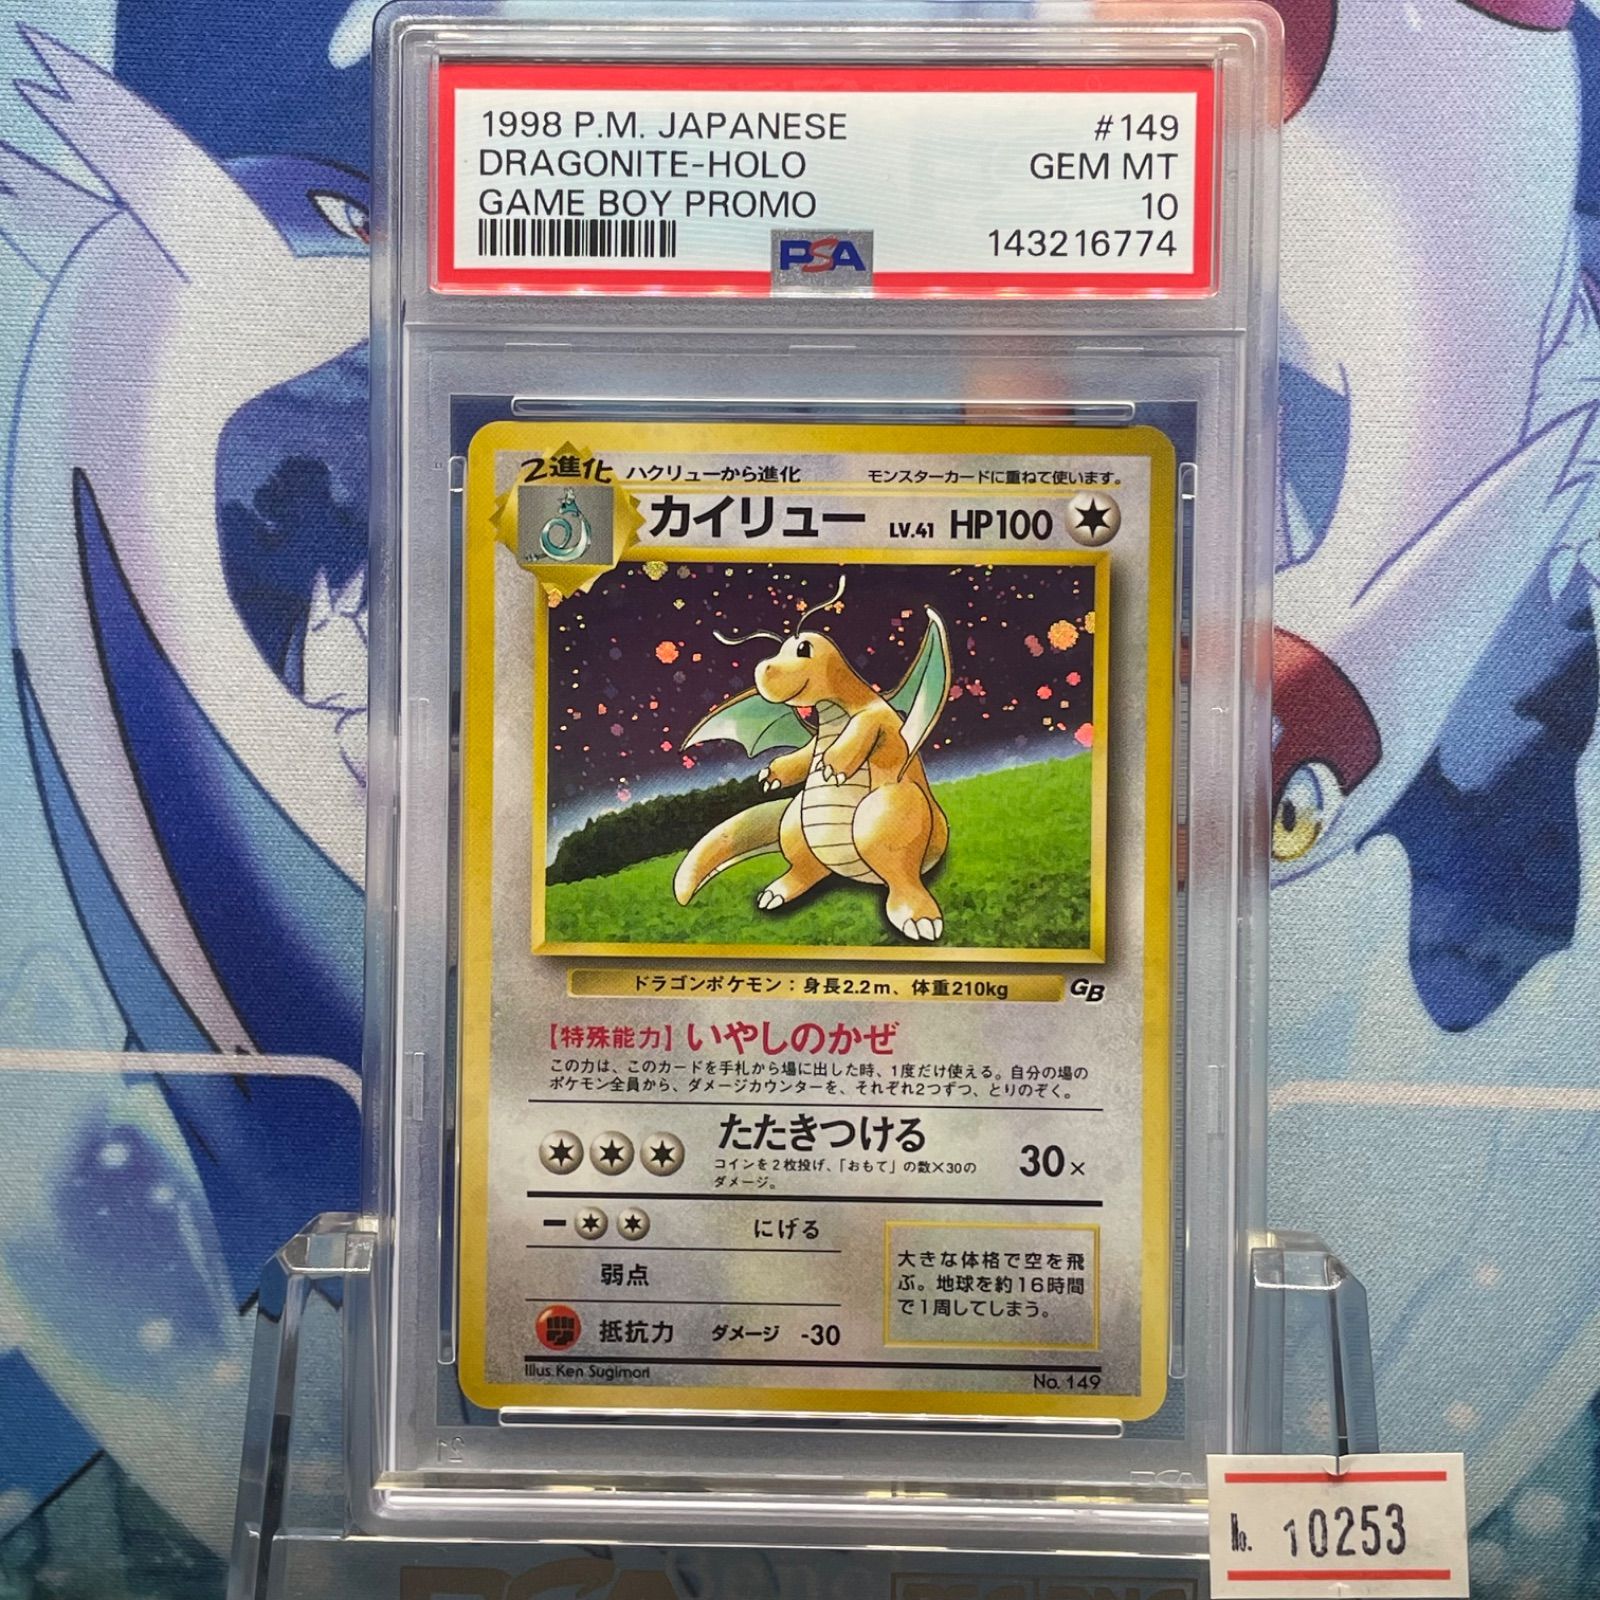 1998 P.M. JAPANESE #149
DRAGONITE-HOLO GEM MT
GAME BOY PROMO 10
PSA 143216774
2進化 ハクリューから進化 モンスターカードに重ねて使います。
カイリュー LV.41 HP100
ドラゴンポケモン：身長2.2m、体重210kg GB
【特殊能力】いやしのかぜ
この力は、このカードを手札から場に出した時、1度だけ使える。自分の場の
ポケモン全員から、ダメージカウンターを、それぞれ2つずつ、とりのぞく。
たたきつける
コインを2枚投げ、「おもて」の数×30の
ダメージ。
30×
ー にげる
弱点
抵抗力 ダメージ -30
大きな体格で空を飛
ぶ。地球を約16時間
で1周してしまう。
Illus. Ken Sugimori No. 149
No. 10253